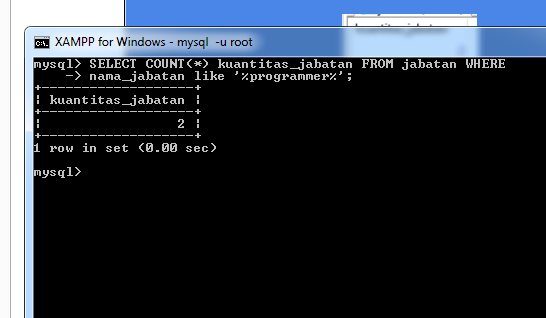 XAMPP for Windows - mysql  -u root
mysql> SELECT COUNT(*) kuantitas_jabatan FROM jabatan WHERE
    -> nama_jabatan like '%programmer%';
+-------------------+
| kuantitas_jabatan |
+-------------------+
|                 2 |
+-------------------+
1 row in set (0.00 sec)
mysql>